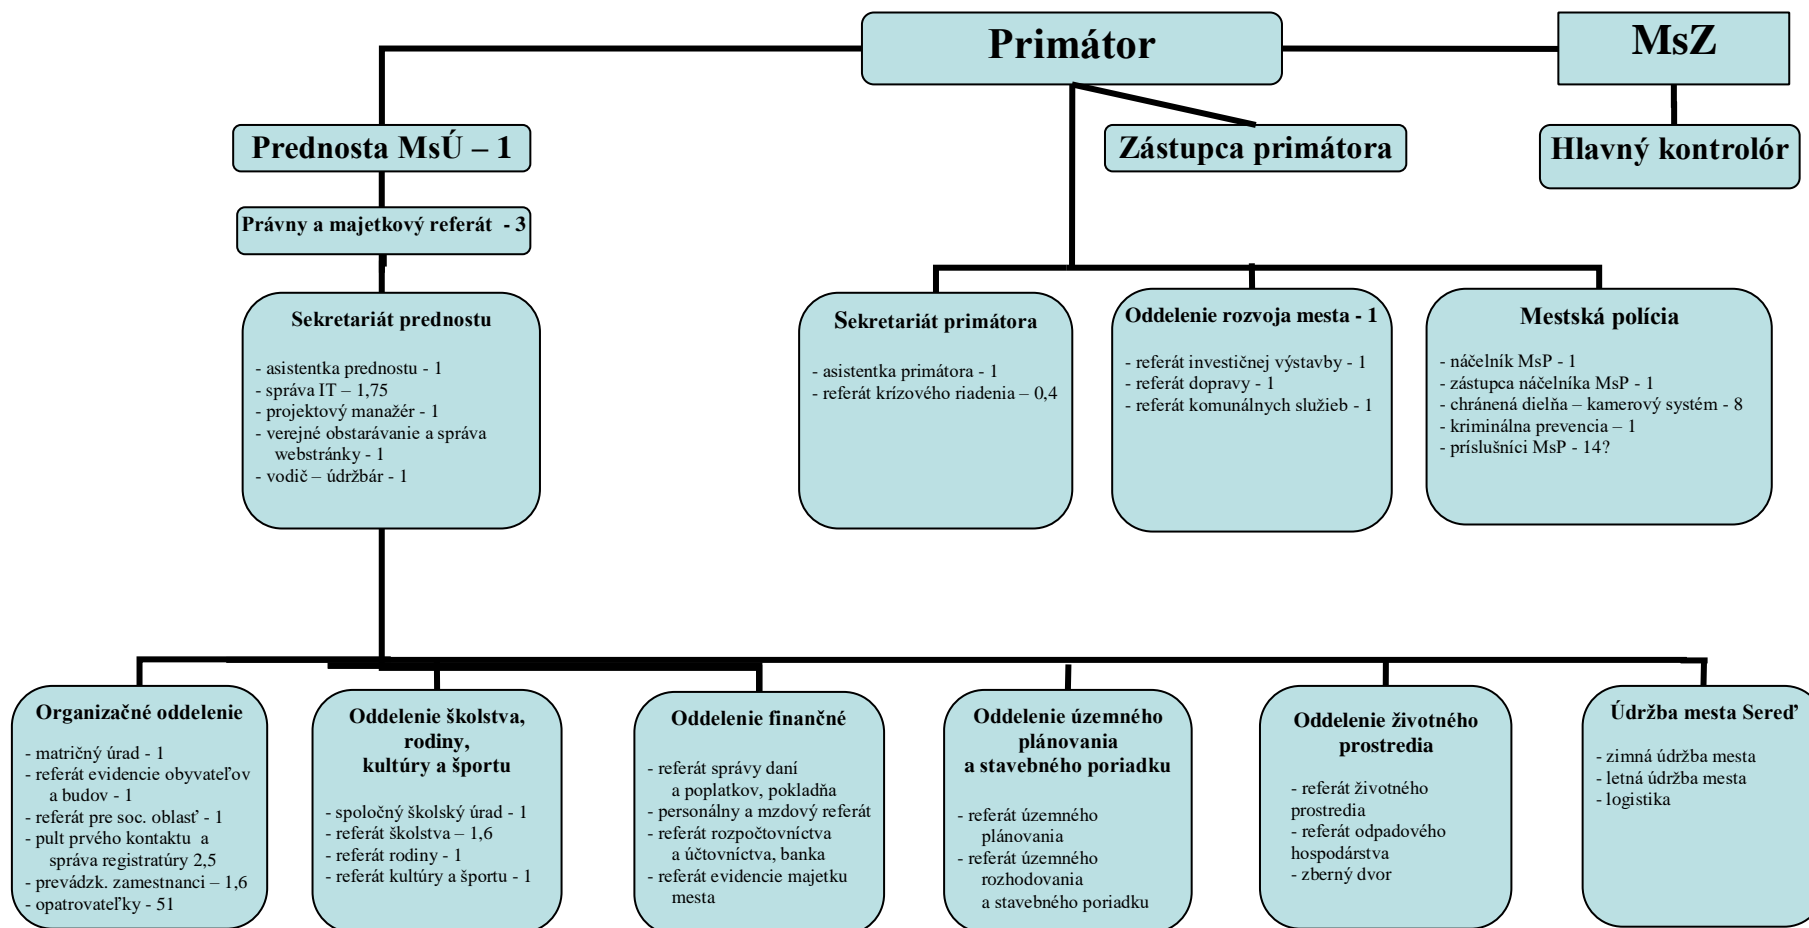 Primátor
MsZ
Prednosta MsÚ – 1
Zástupca primátora
Hlavný kontrolór
Právny a majetkový referát - 3
Sekretariát prednostu
- asistentka prednostu - 1
- správa IT – 1,75
- projektový manažér - 1
- verejné obstarávanie a správa
webstránky - 1
- vodič – údržbár - 1
Sekretariát primátora
- asistentka primátora - 1
- referát krízového riadenia – 0,4
Oddelenie rozvoja mesta - 1
- referát investičnej výstavby - 1
- referát dopravy - 1
- referát komunálnych služieb - 1
Mestská polícia
- náčelník MsP - 1
- zástupca náčelníka MsP - 1
- chránená dielňa – kamerový systém - 8
- kriminálna prevencia – 1
- príslušníci MsP - 14?
Organizačné oddelenie
- matričný úrad - 1
- referát evidencie obyvateľov
a budov - 1
- referát pre soc. oblasť - 1
- pult prvého kontaktu a
správa registratúry 2,5
- prevádzk. zamestnanci – 1,6
- opatrovateľky - 51
Oddelenie školstva,
rodiny,
kultúry a športu
- spoločný školský úrad - 1
- referát školstva – 1,6
- referát rodiny - 1
- referát kultúry a športu - 1
Oddelenie finančné
- referát správy daní
a poplatkov, pokladňa
- personálny a mzdový referát
- referát rozpočtovníctva
a účtovníctva, banka
- referát evidencie majetku
mesta
Oddelenie územného
plánovania
a stavebného poriadku
- referát územného
plánovania
- referát územného
rozhodovania
a stavebného poriadku
Oddelenie životného
prostredia
- referát životného
prostredia
- referát odpadového
hospodárstva
- zberný dvor
Údržba mesta Sereď
- zimná údržba mesta
- letná údržba mesta
- logistika